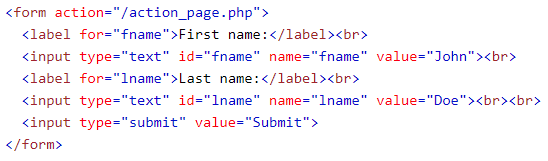 <form action="/action_page.php">
  <label for="fname">First name:</label><br>
  <input type="text" id="fname" name="fname" value="John"><br>
  <label for="lname">Last name:</label><br>
  <input type="text" id="lname" name="lname" value="Doe"><br><br>
  <input type="submit" value="Submit">
</form>